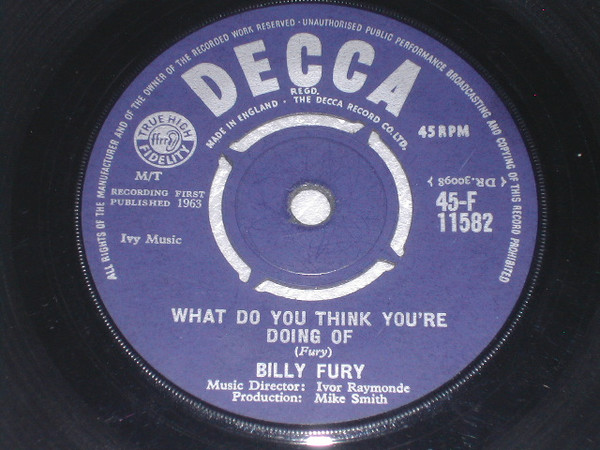 ALL RIGHTS OF THE MANUFACTURER AND OF THE OWNER OF THE RECORDED WORK RESERVED · UNAUTHORISED PUBLIC PERFORMANCE BROADCASTING AND COPYING OF THIS RECORD PROHIBITED
DECCA
REGD.
MADE IN ENGLAND · THE DECCA RECORD CO. LTD.
TRUE HIGH
ffrr
FIDELITY
45 RPM
M/T
RECORDING FIRST
PUBLISHED 1963
DR.30098
45-F
11582
Ivy Music
WHAT DO YOU THINK YOU'RE
DOING OF
(Fury)
BILLY FURY
Music Director: Ivor Raymonde
Production: Mike Smith